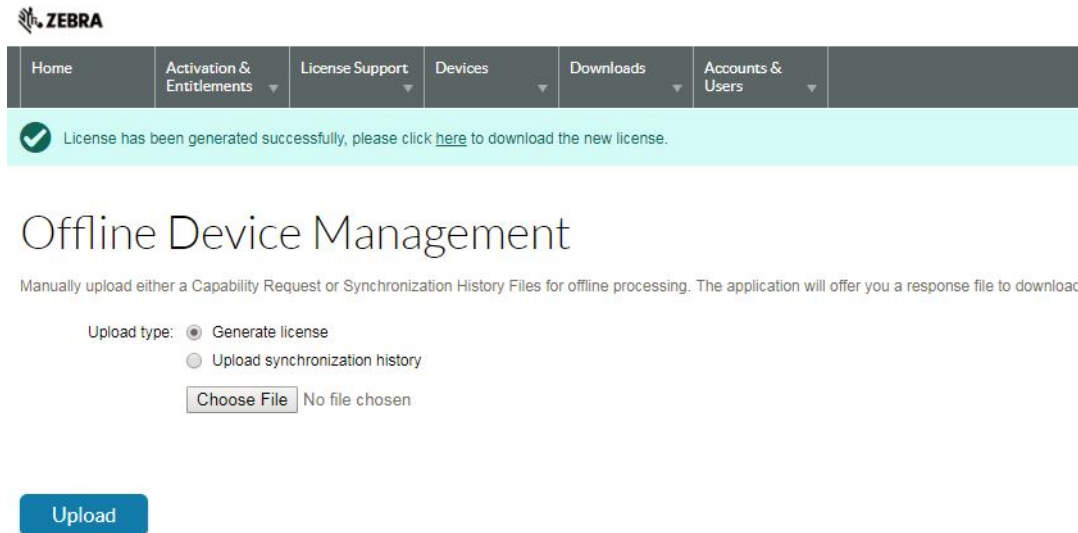 ZEBRA
Home
Activation &
Entitlements
License Support
Devices
Downloads
Accounts &
Users
License has been generated successfully, please click here to download the new license.
Offline Device Management
Manually upload either a Capability Request or Synchronization History Files for offline processing. The application will offer you a response file to download
Upload type:
Generate license
Upload synchronization history
Choose File No file chosen
Upload